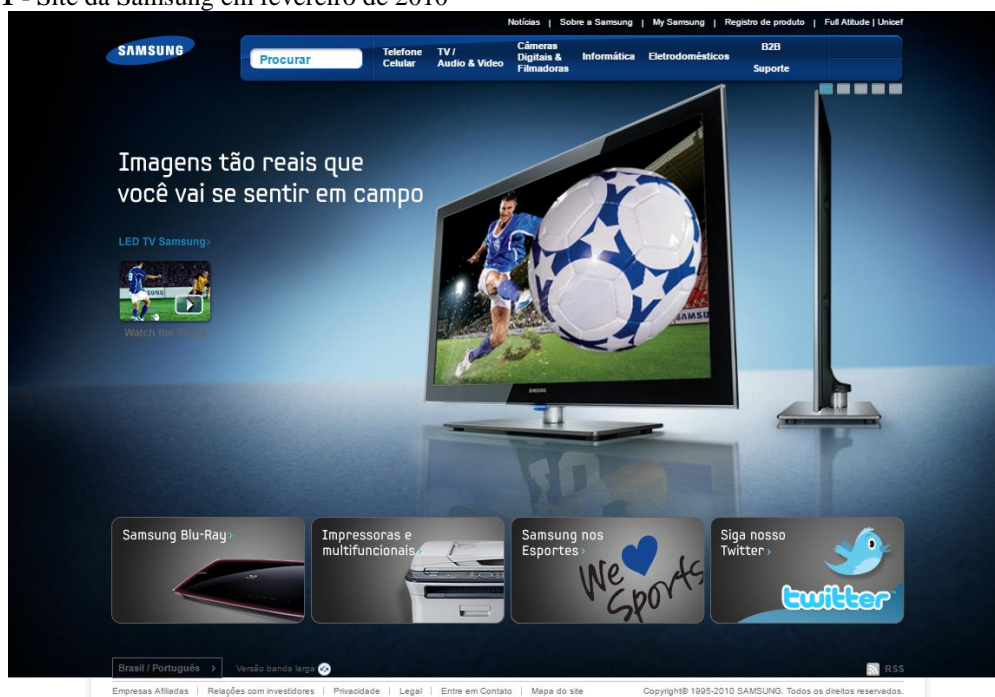 - Site da Samsung em fevereiro de 2010
Notícias | Sobre a Samsung | My Samsung | Registro de produto | Full Atitude | Unicef
SAMSUNG
Procurar
Telefone
Celular
TV /
Audio & Video
Câmeras
Digitais &
Filmadoras
Informática
Eletrodomésticos
B2B
Suporte
Imagens tão reais que
você vai se sentir em campo
LED TV Samsung>
Watch the TV
SAMSU
SAMSUNG
Samsung Blu-Ray>
Impressoras e
multifuncionais>
Samsung nos
Esportes>
We
Sports
Siga nosso
Twitter>
twitter
Brasil / Português >
Versão banda larga
RSS
Empresas Afiliadas | Relações com investidores | Privacidade | Legal | Entre em Contato | Mapa do site
Copyright® 1995-2010 SAMSUNG. Todos os direitos reservados.